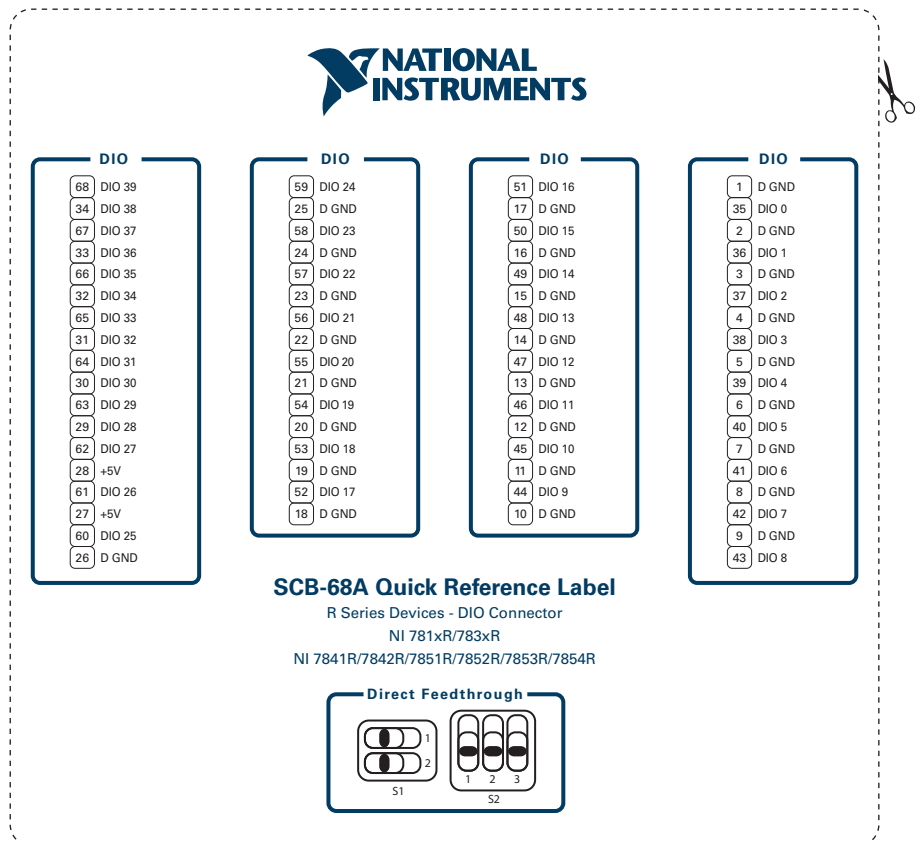 NATIONAL
INSTRUMENTS
DIO
68 DIO 39
34 DIO 38
67 DIO 37
33 DIO 36
66 DIO 35
32 DIO 34
65 DIO 33
31 DIO 32
64 DIO 31
30 DIO 30
63 DIO 29
29 DIO 28
62 DIO 27
28 +5V
61 DIO 26
27 +5V
60 DIO 25
26 D GND
DIO
59 DIO 24
25 D GND
58 DIO 23
24 D GND
57 DIO 22
23 D GND
56 DIO 21
22 D GND
55 DIO 20
21 D GND
54 DIO 19
20 D GND
53 DIO 18
19 D GND
52 DIO 17
18 D GND
DIO
51 DIO 16
17 D GND
50 DIO 15
16 D GND
49 DIO 14
15 D GND
48 DIO 13
14 D GND
47 DIO 12
13 D GND
46 DIO 11
12 D GND
45 DIO 10
11 D GND
44 DIO 9
10 D GND
DIO
1 D GND
35 DIO 0
2 D GND
36 DIO 1
3 D GND
37 DIO 2
4 D GND
38 DIO 3
5 D GND
39 DIO 4
6 D GND
40 DIO 5
7 D GND
41 DIO 6
8 D GND
42 DIO 7
9 D GND
43 DIO 8
SCB-68A Quick Reference Label
R Series Devices - DIO Connector
NI 781xR/783xR
NI 7841R/7842R/7851R/7852R/7853R/7854R
Direct Feedthrough
1
2
S1
1 2 3
S2